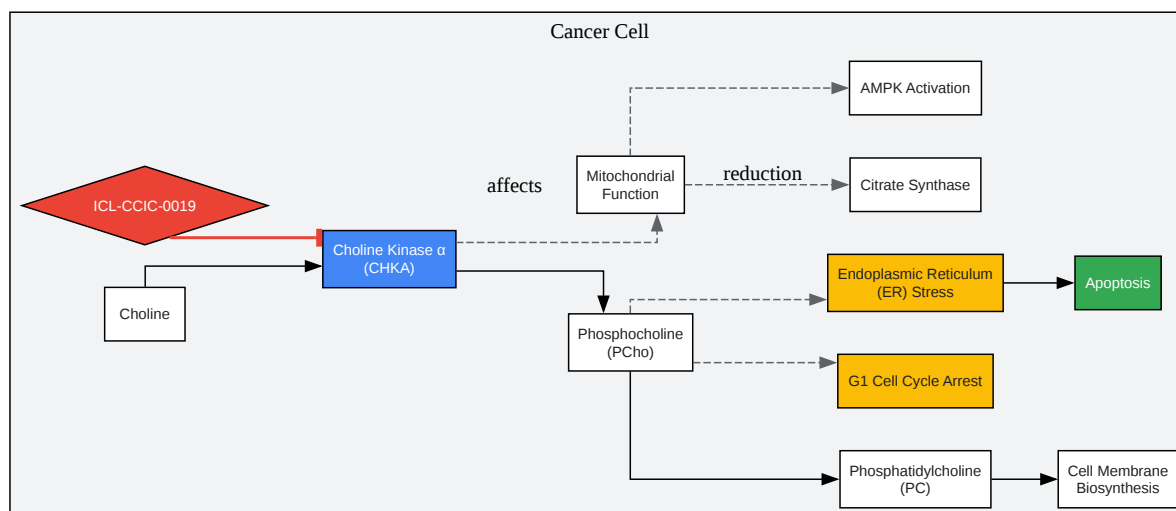 Cancer Cell
AMPK Activation
Mitochondrial
Function
affects
reduction
Citrate Synthase
ICL-CCIC-0019
Choline Kinase α
(CHKA)
Endoplasmic Reticulum
(ER) Stress
Apoptosis
Choline
Phosphocholine
(PCho)
G1 Cell Cycle Arrest
Phosphatidylcholine
(PC)
Cell Membrane
Biosynthesis